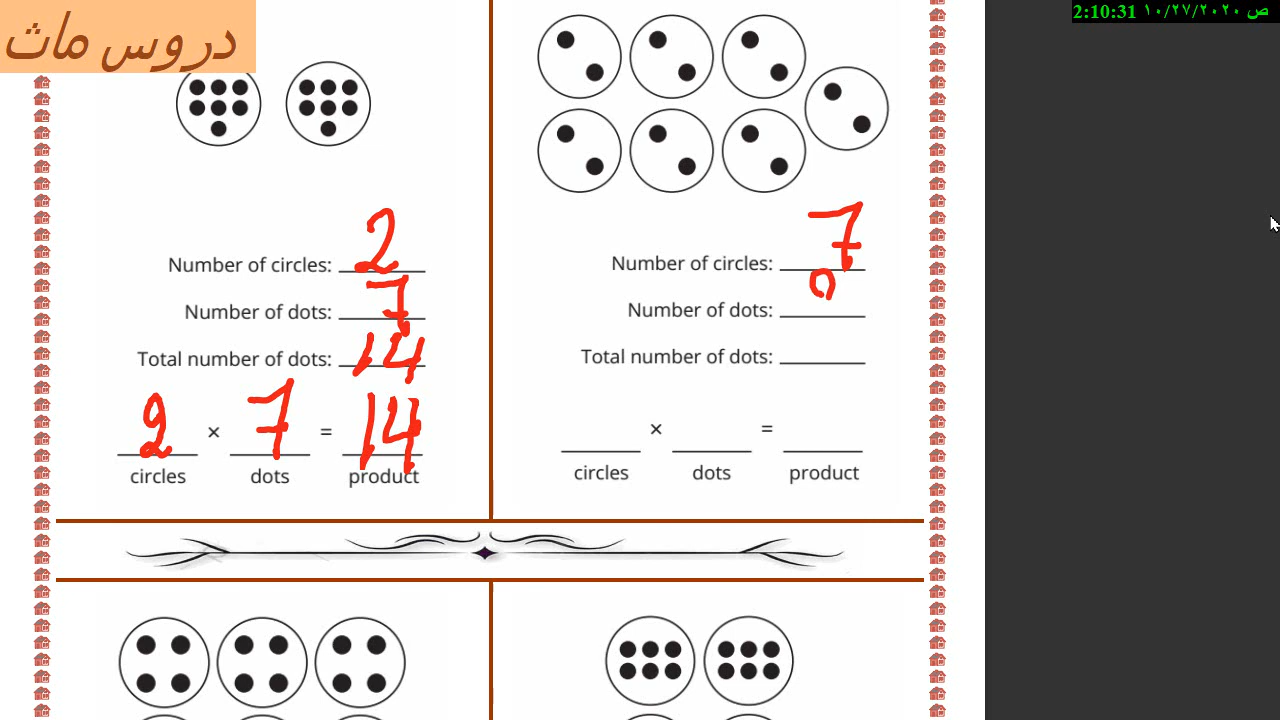 دروس ماث
2:10:31 ١٠/٢٧/٢٠٢٠ ص
Number of circles: 2
Number of dots: 7
Total number of dots: 14
2 × 7 = 14
circles dots product
Number of circles: 7
Number of dots:
Total number of dots:
× =
circles dots product